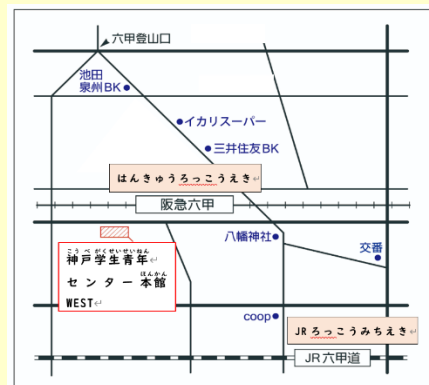 六甲登山口
池田
泉州BK
イカリスーパー
三井住友BK
はんきゅうろっこうえき
阪急六甲
八幡神社
交番
こうべがくせいせいねん
神戸学生青年
ほんかん
センター本館
WEST
coop
JRろっこうみちえき
JR六甲道